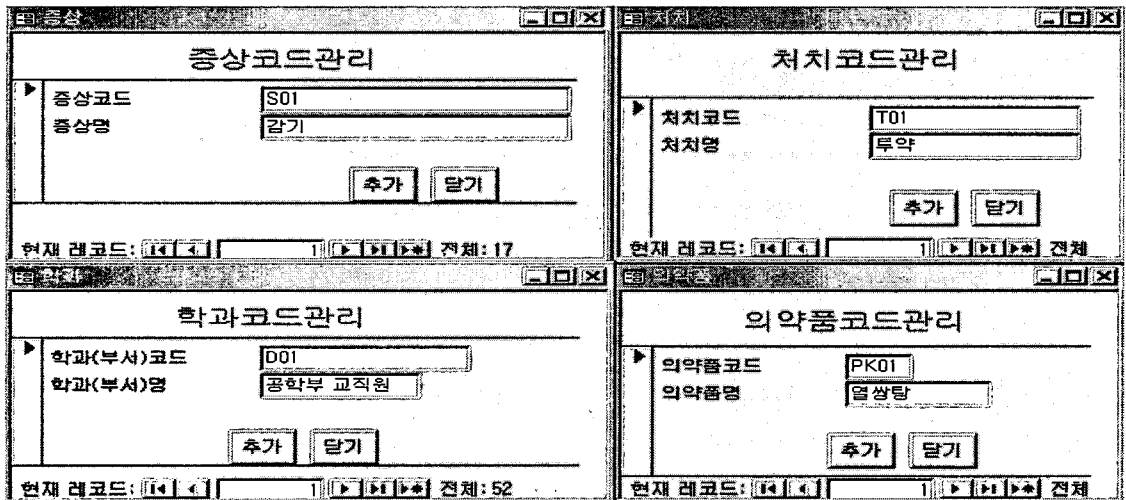 증상
증상코드관리
증상코드 S01
증상명 감기
추가 닫기
현재 레코드: 1 전체: 17
처치
처치코드관리
처치코드 T01
처치명 투약
추가 닫기
현재 레코드: 1 전체
학과코드관리
학과(부서)코드 D01
학과(부서)명 공학부 교직원
추가 닫기
현재 레코드: 1 전체: 52
의약품코드관리
의약품코드 PK01
의약품명 열쌍탕
추가 닫기
현재 레코드: 1 전체